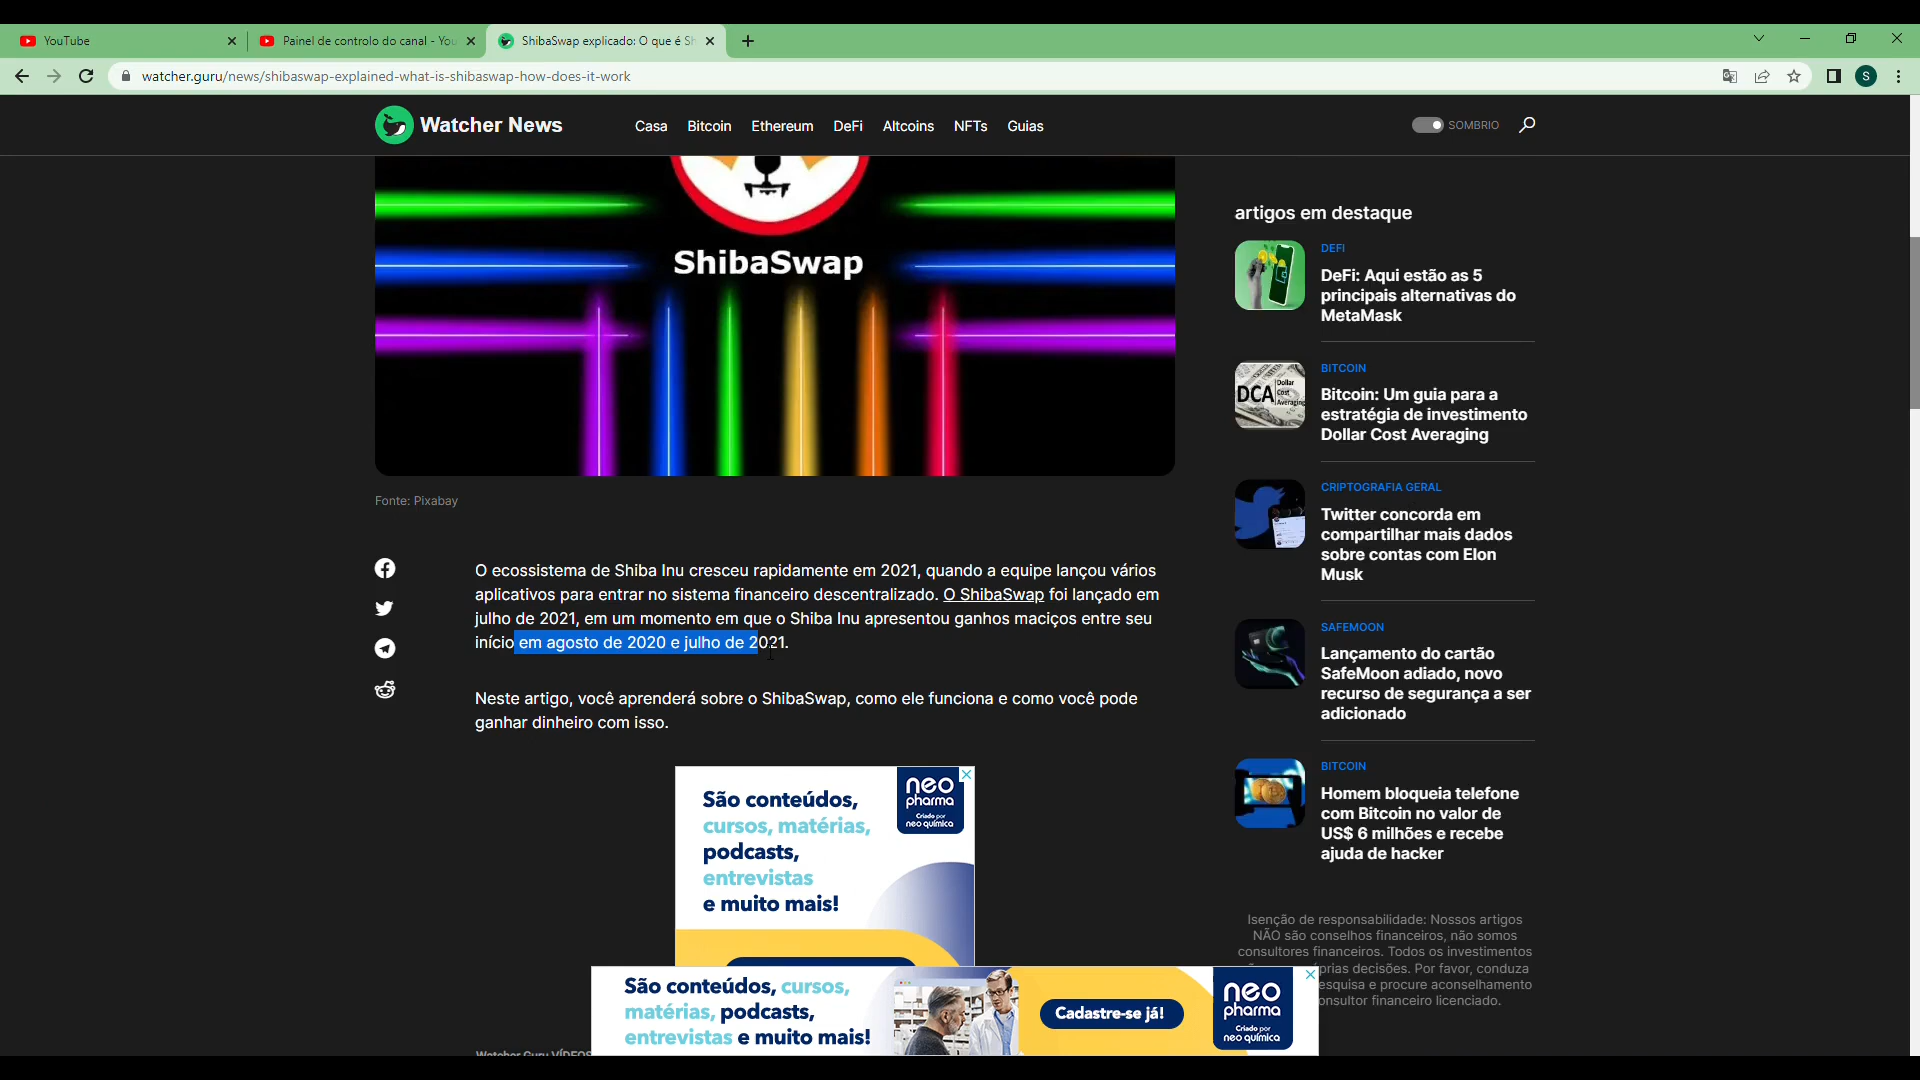 YouTube
Painel de controlo do canal - You
ShibaSwap explicado: O que é Sh
watcher.guru/news/shibaswap-explained-what-is-shibaswap-how-does-it-work
S
Watcher News
Casa Bitcoin Ethereum DeFi Altcoins NFTs Guias
SOMBRIO
ShibaSwap
Fonte: Pixabay
O ecossistema de Shiba Inu cresceu rapidamente em 2021, quando a equipe lançou vários
aplicativos para entrar no sistema financeiro descentralizado. O ShibaSwap foi lançado em
julho de 2021, em um momento em que o Shiba Inu apresentou ganhos maciços entre seu
início em agosto de 2020 e julho de 2021.
Neste artigo, você aprenderá sobre o ShibaSwap, como ele funciona e como você pode
ganhar dinheiro com isso.
São conteúdos,
cursos, matérias,
podcasts,
entrevistas
e muito mais!
neo
pharma
Criado por
neo química
artigos em destaque
DEFI
DeFi: Aqui estão as 5
principais alternativas do
MetaMask
DCA
Dollar
Cost
Averaging
BITCOIN
Bitcoin: Um guia para a
estratégia de investimento
Dollar Cost Averaging
CRIPTOGRAFIA GERAL
Twitter concorda em
compartilhar mais dados
sobre contas com Elon
Musk
SAFEMOON
Lançamento do cartão
SafeMoon adiado, novo
recurso de segurança a ser
adicionado
BITCOIN
Homem bloqueia telefone
com Bitcoin no valor de
US$ 6 milhões e recebe
ajuda de hacker
Isenção de responsabilidade: Nossos artigos
NÃO são conselhos financeiros, não somos
consultores financeiros. Todos os investimentos
prias decisões. Por favor, conduza
esquisa e procure aconselhamento
onsultor financeiro licenciado.
São conteúdos, cursos,
matérias, podcasts,
entrevistas e muito mais!
Cadastre-se já!
neo
pharma
Criado por
neo química
Watcher Guru VÍDEOS